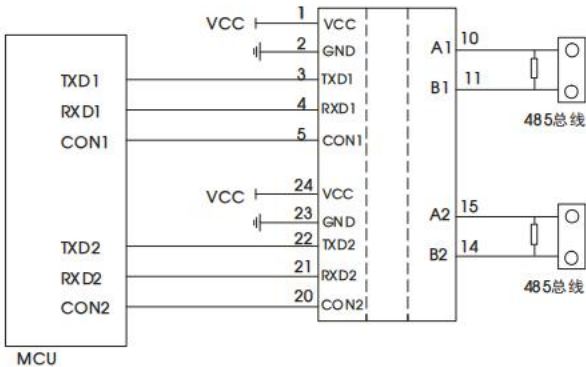 VCC 1 VCC
2 GND A1 10
TXD1 3 TXD1
RXD1 4 RXD1 B1 11
CON1 5 CON1 485总线
VCC 24 VCC
23 GND A2 15
TXD2 22 TXD2
RXD2 21 RXD2 B2 14
CON2 20 CON2 485总线
MCU